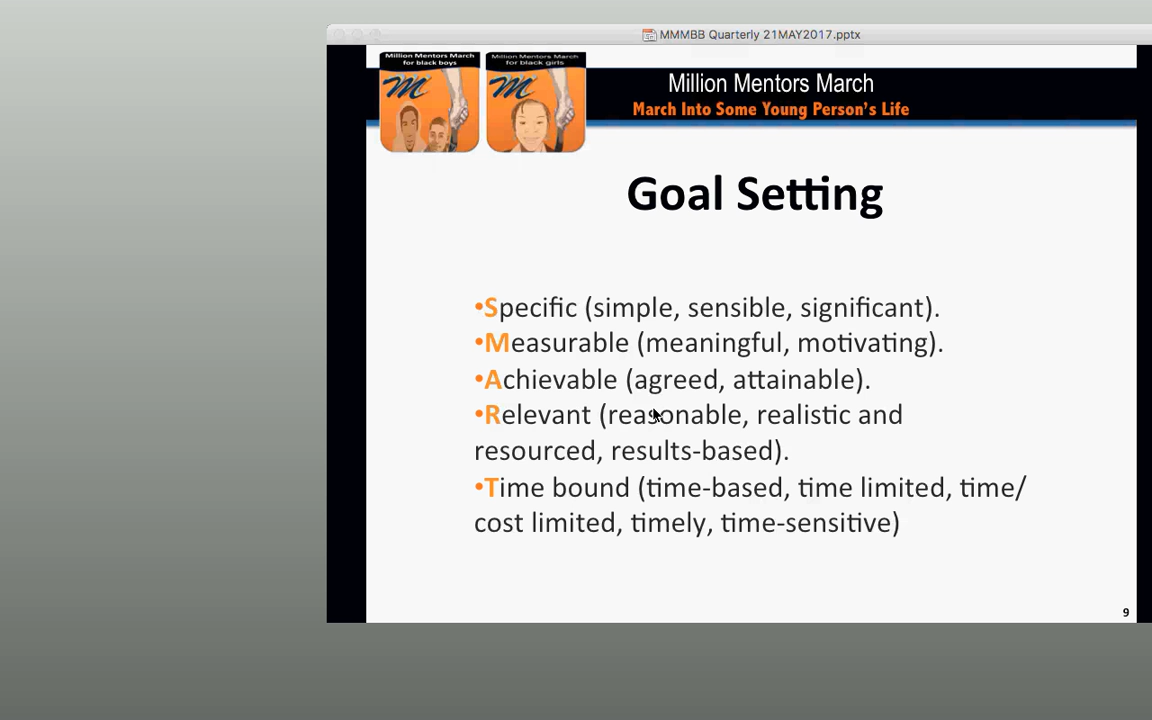 MMMBB Quarterly 21MAY2017.pptx
Million Mentors March
for black boys
Million Mentors March
for black girls
Million Mentors March
March Into Some Young Person's Life
Goal Setting
•Specific (simple, sensible, significant).
•Measurable (meaningful, motivating).
•Achievable (agreed, attainable).
•Relevant (reasonable, realistic and
resourced, results-based).
•Time bound (time-based, time limited, time/
cost limited, timely, time-sensitive)
9